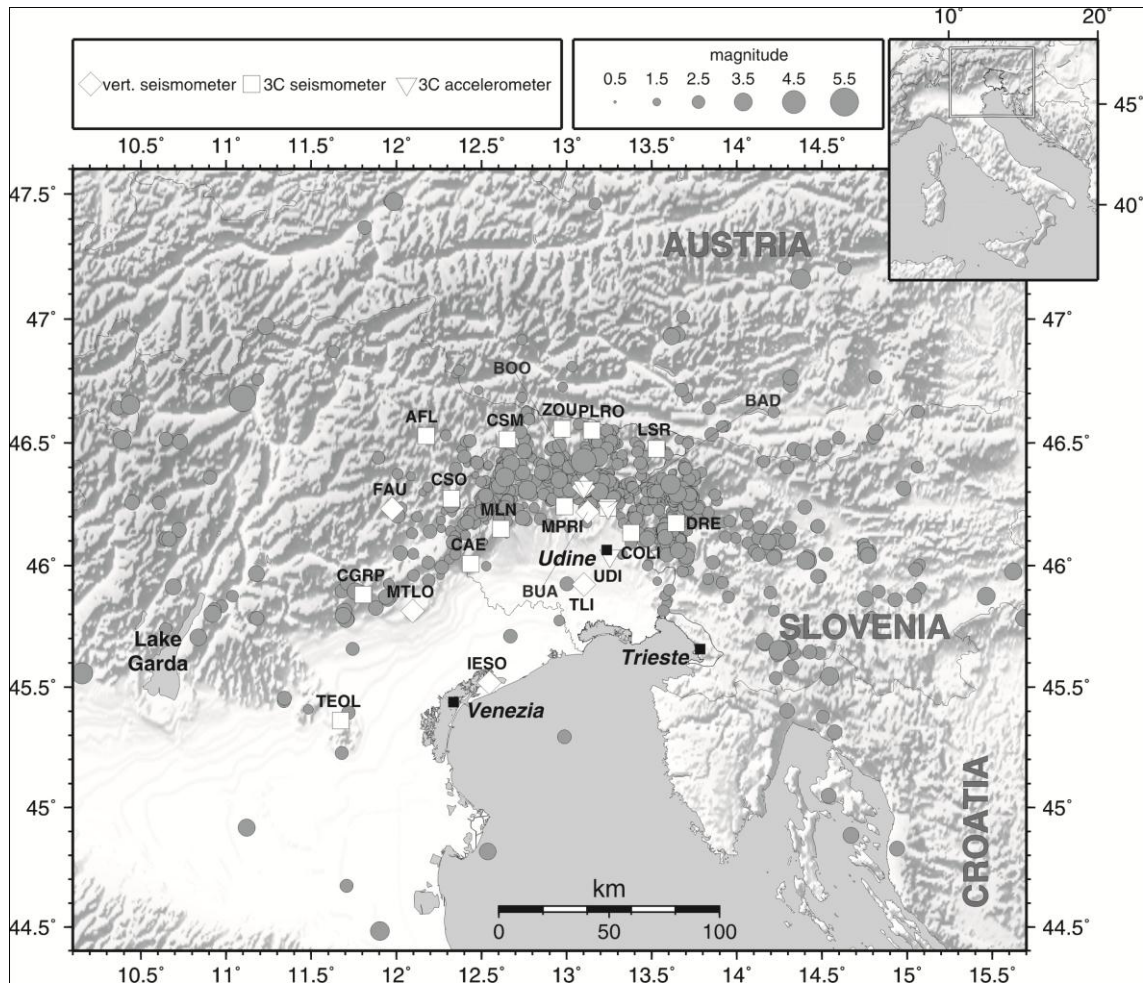 10˚ 20˚
magnitude
vert. seismometer 3C seismometer 3C accelerometer
0.5 1.5 2.5 3.5 4.5 5.5
45˚
40˚
10.5˚ 11˚ 11.5˚ 12˚ 12.5˚ 13˚ 13.5˚ 14˚ 14.5˚
47.5˚
AUSTRIA
47˚ 47˚
BOO
BAD
AFL CSM ZOU PLRO
LSR
46.5˚ 46.5˚
CSO
FAU
MLN
MPRI DRE
CAE Udine COLI
46˚ 46˚
CGRP MTLO UDI
BUA TLI
SLOVENIA
Lake
Garda
Trieste
IESO
45.5˚ 45.5˚
TEOL Venezia
CROATIA
45˚ 45˚
km
0 50 100
44.5˚ 44.5˚
10.5˚ 11˚ 11.5˚ 12˚ 12.5˚ 13˚ 13.5˚ 14˚ 14.5˚ 15˚ 15.5˚